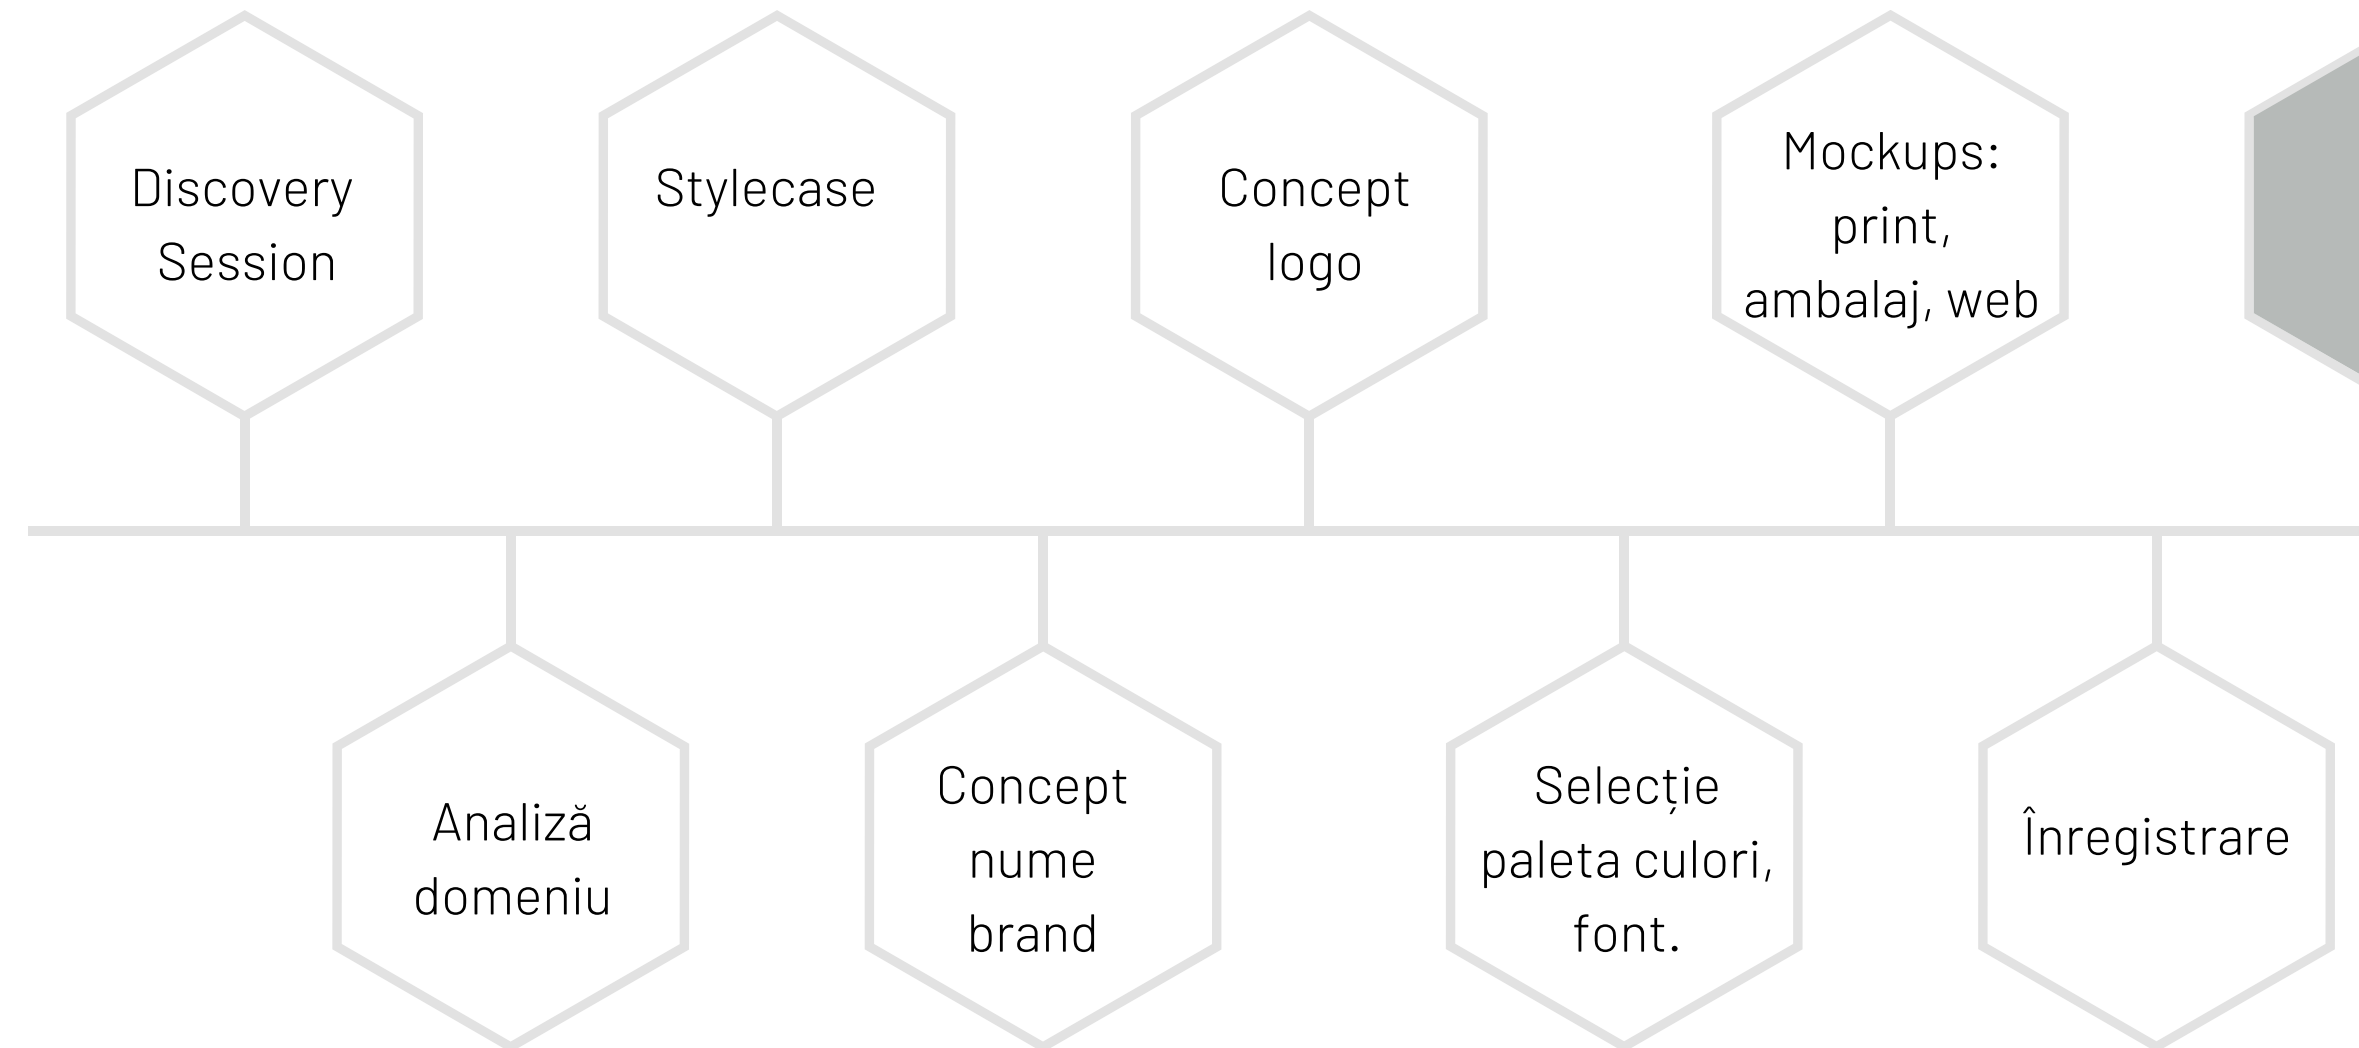 Discovery
Session
Analiză
domeniu
Stylecase
Concept
nume
brand
Concept
logo
Selecție
paleta culori,
font.
Mockups:
print,
ambalaj, web
Înregistrare